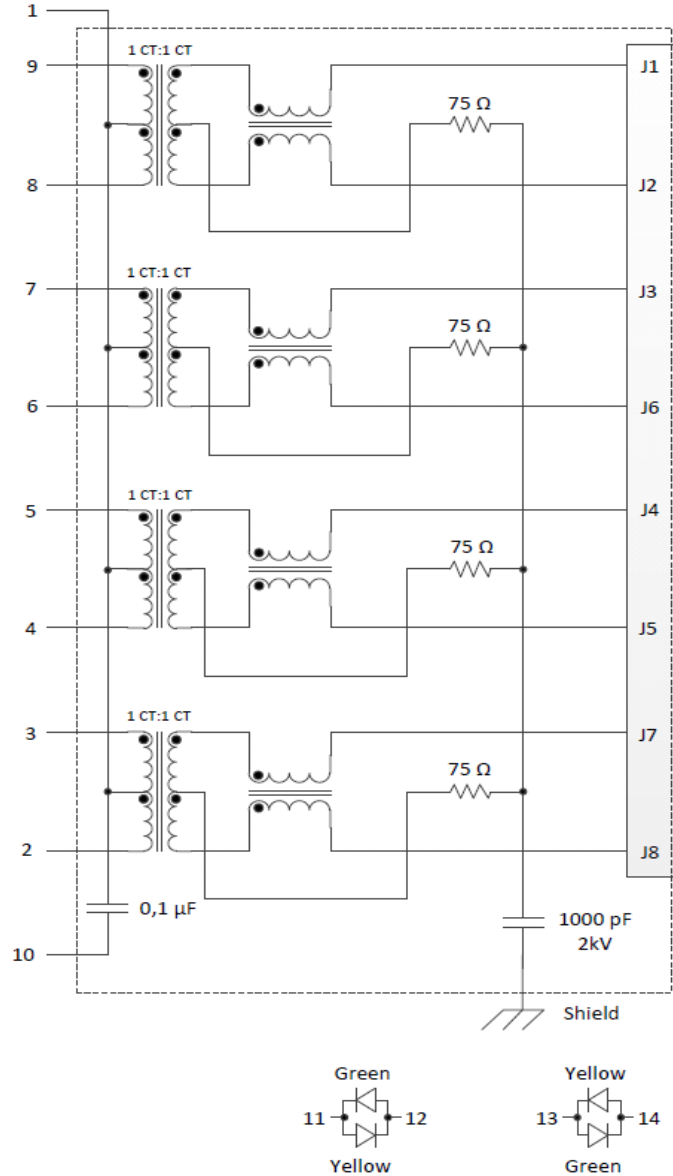 1
1 CT:1 CT
9
J1
75 Ω
8
J2
1 CT:1 CT
7
J3
75 Ω
6
J6
1 CT:1 CT
5
J4
75 Ω
4
J5
1 CT:1 CT
3
J7
75 Ω
2
J8
0,1 µF
1000 pF
2kV
10
Shield
Green
11
12
Yellow
Yellow
13
14
Green